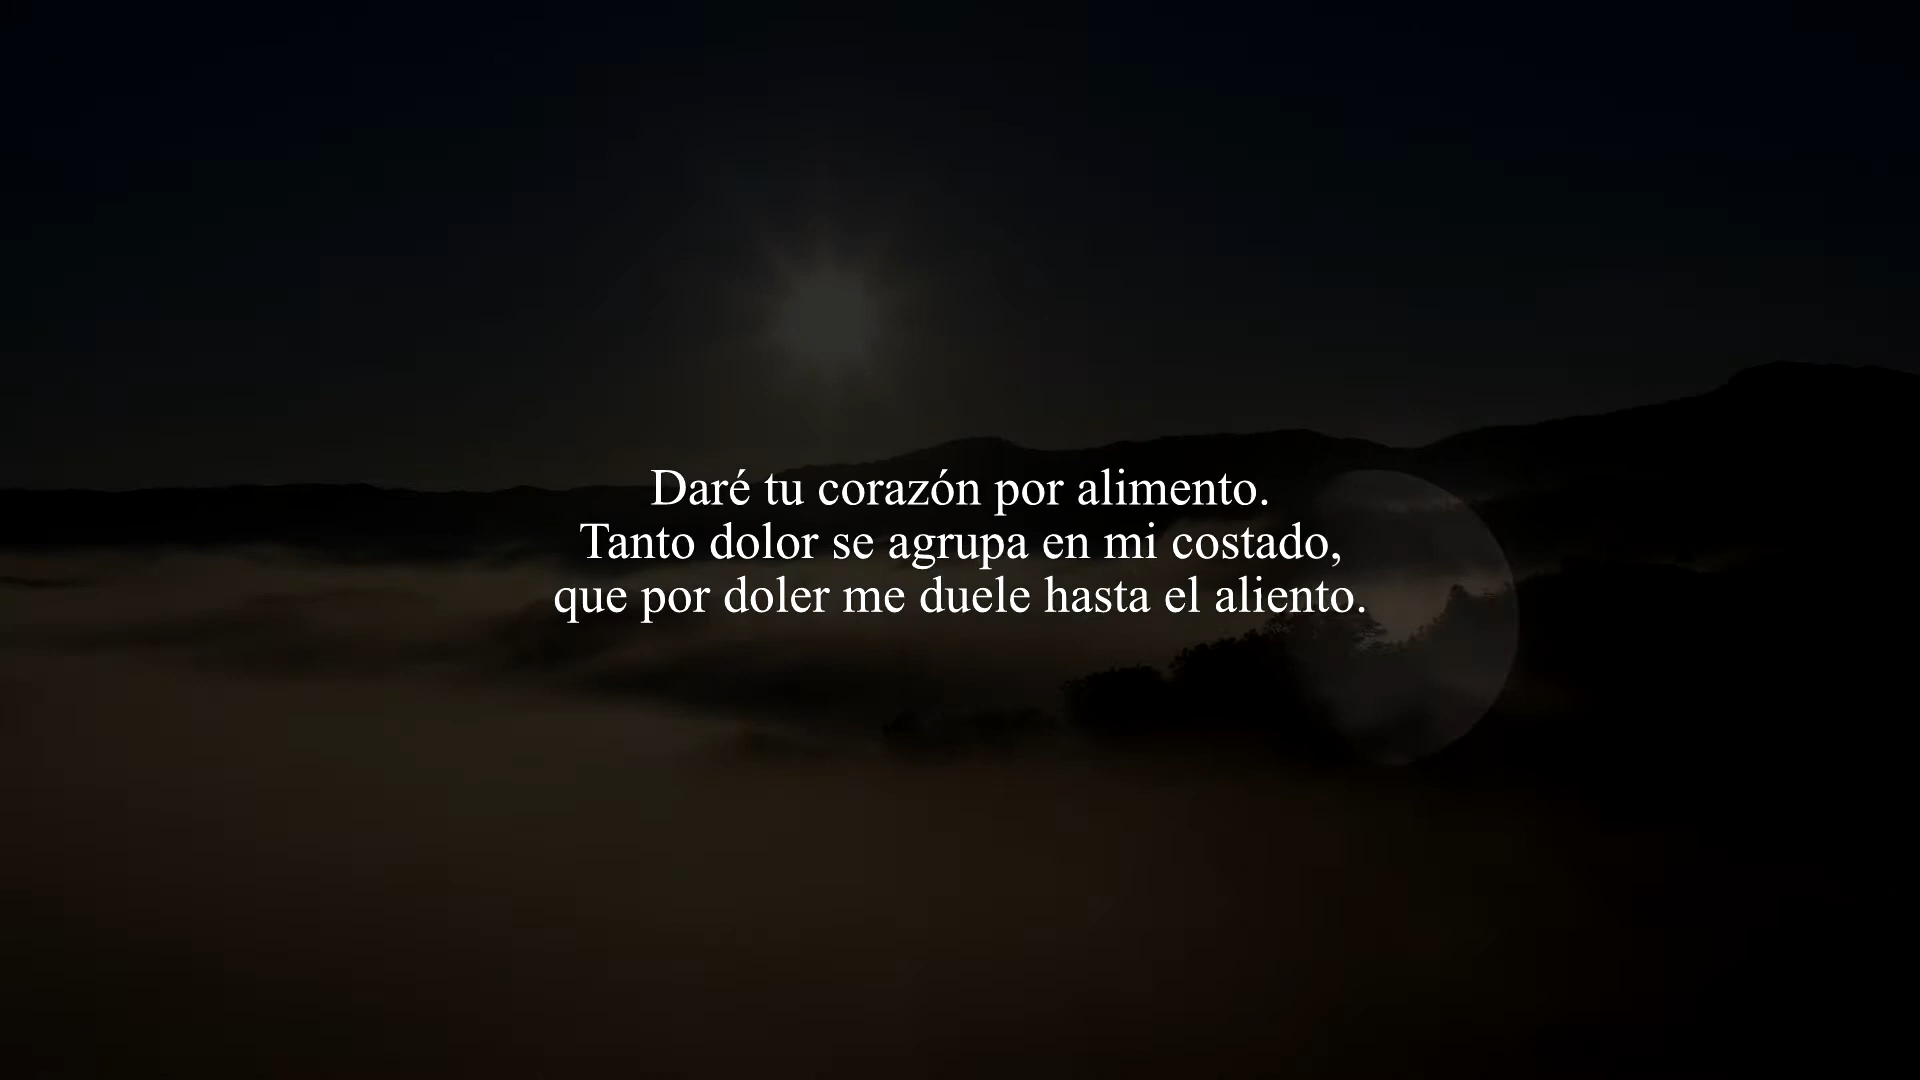 Daré tu corazón por alimento.
Tanto dolor se agrupa en mi costado,
que por doler me duele hasta el aliento.